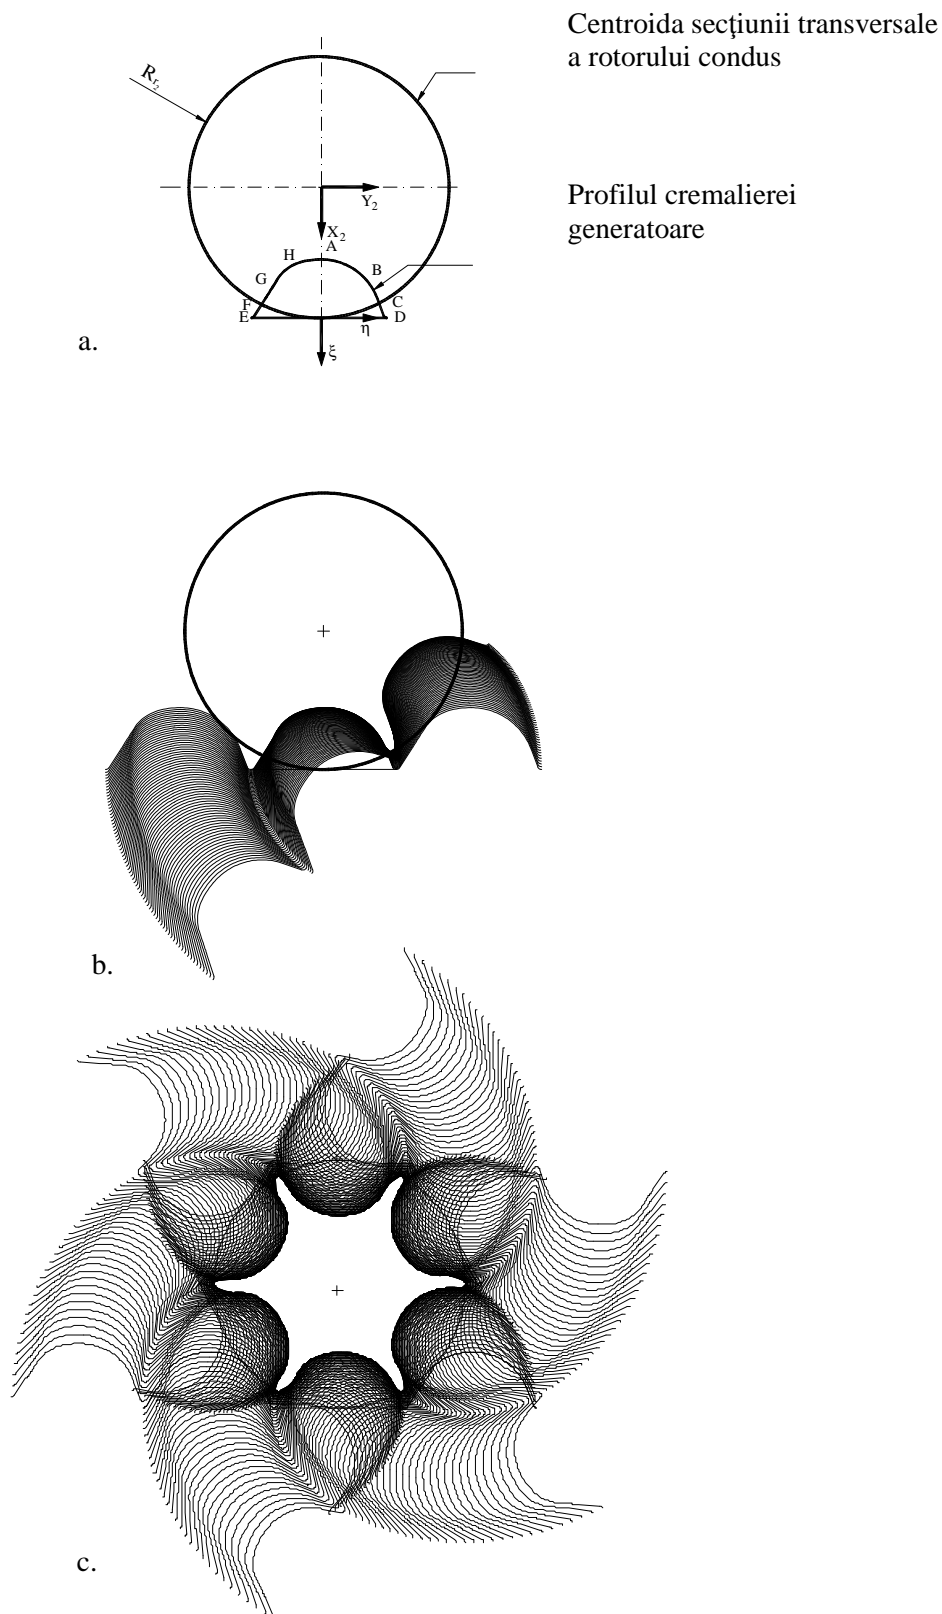 Centroida secţiunii transversale
a rotorului condus
R r2
Y2
Profilul cremalierei
generatoare
X2
A
H
B
G
C
F
E
D
η
ξ
a.
b.
c.